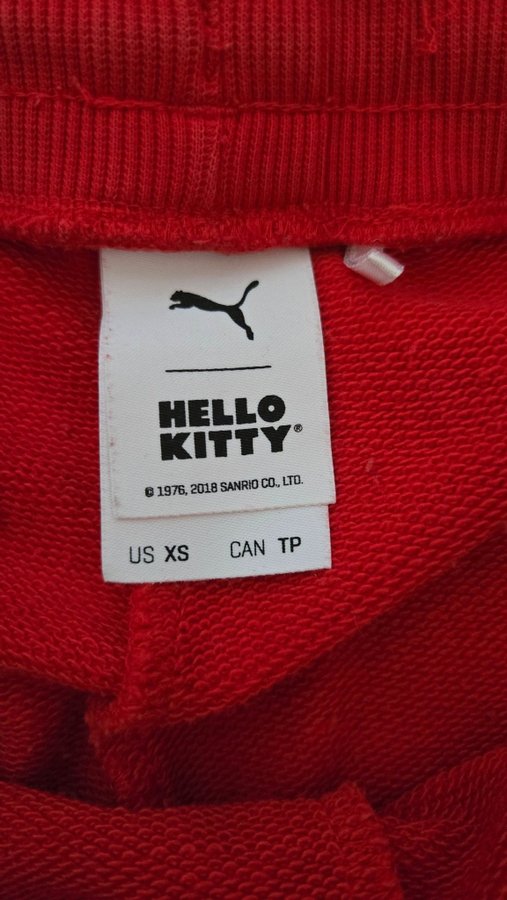 HELLO
KITTY®
© 1976, 2018 SANRIO CO., LTD.
US XS CAN TP